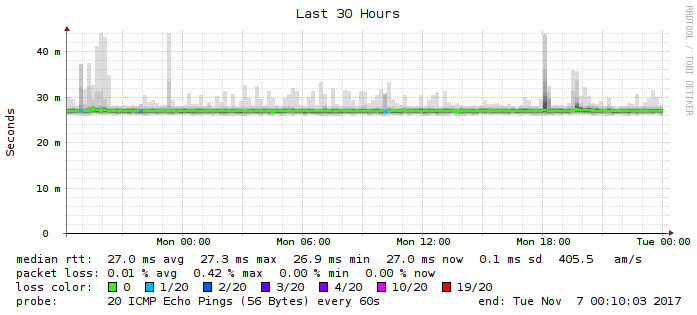 Last 30 Hours
RRDTOOL / TOBI OETIKER
Seconds
40 m
30 m
20 m
10 m
0
Mon 00:00 Mon 06:00 Mon 12:00 Mon 18:00 Tue 00:00
median rtt: 27.0 ms avg 27.3 ms max 26.9 ms min 27.0 ms now 0.1 ms sd 405.5 am/s
packet loss: 0.01 % avg 0.42 % max 0.00 % min 0.00 % now
loss color: 0 1/20 2/20 3/20 4/20 10/20 19/20
probe: 20 ICMP Echo Pings (56 Bytes) every 60s end: Tue Nov 7 00:10:03 2017